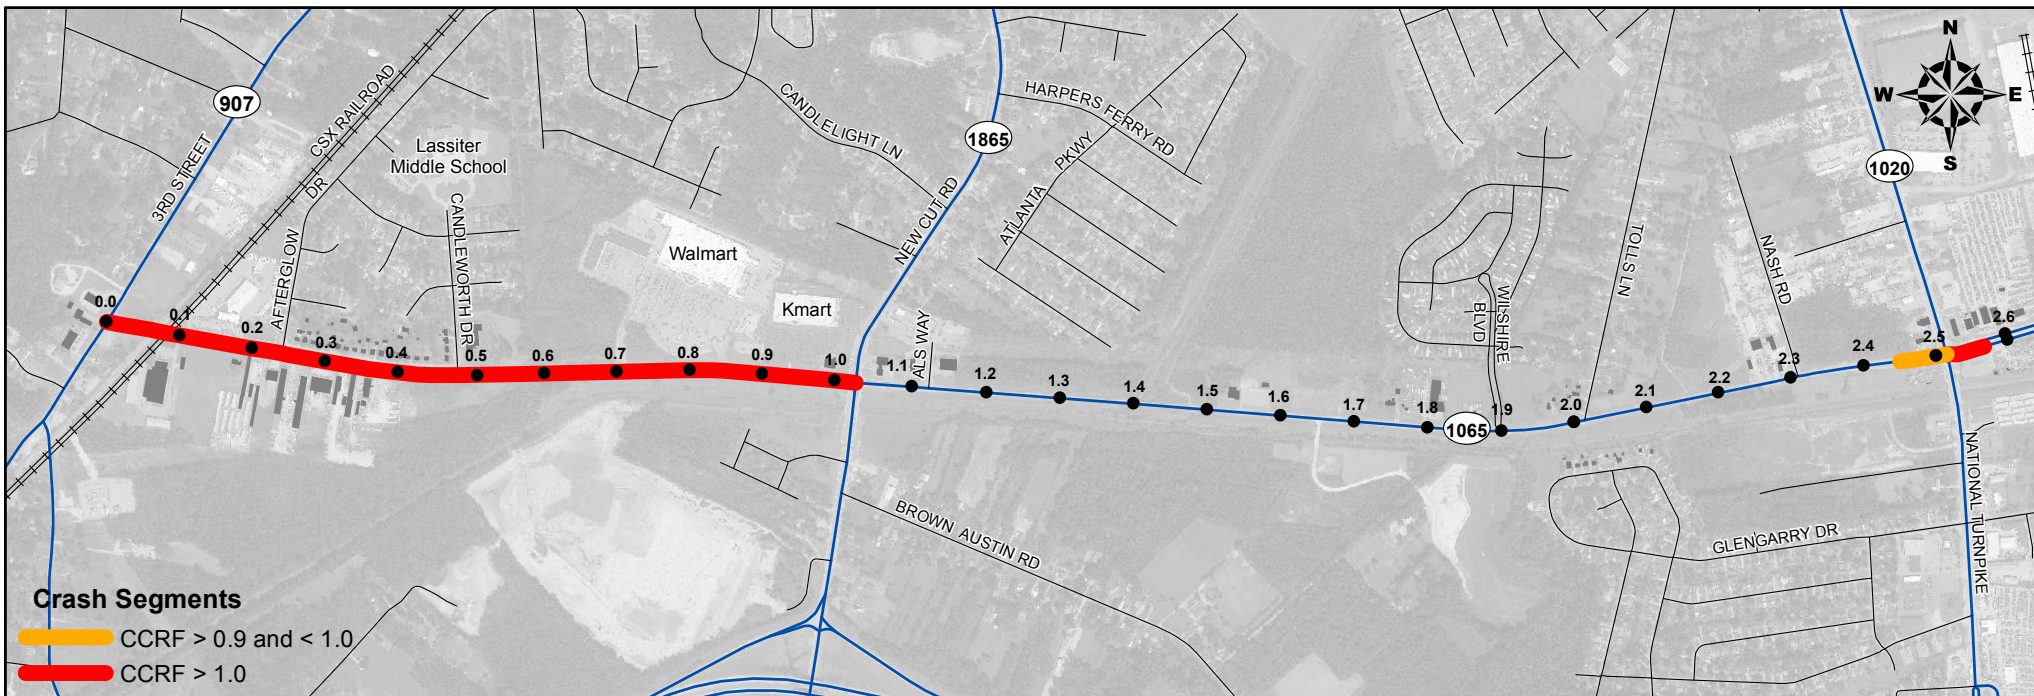 N
W
E
S
907
3RD STREET
CSX RAILROAD
Lassiter
Middle School
AFTERGLOW
DR
CANDLEWORTH DR
CANDLELIGHT LN
1865
NEW CUT RD
HARPERS FERRY RD
ATLANTA
PKWY
Walmart
Kmart
ALS WAY
WILSHIRE
BLVD
TOLLS LN
NASH RD
1020
0.0
0.1
0.2
0.3
0.4
0.5
0.6
0.7
0.8
0.9
1.0
1.1
1.2
1.3
1.4
1.5
1.6
1.7
1.8
1065
1.9
2.0
2.1
2.2
2.3
2.4
2.5
2.6
BROWN AUSTIN RD
GLENGARRY DR
NATIONAL TURNPIKE
Crash Segments
CCRF > 0.9 and < 1.0
CCRF > 1.0